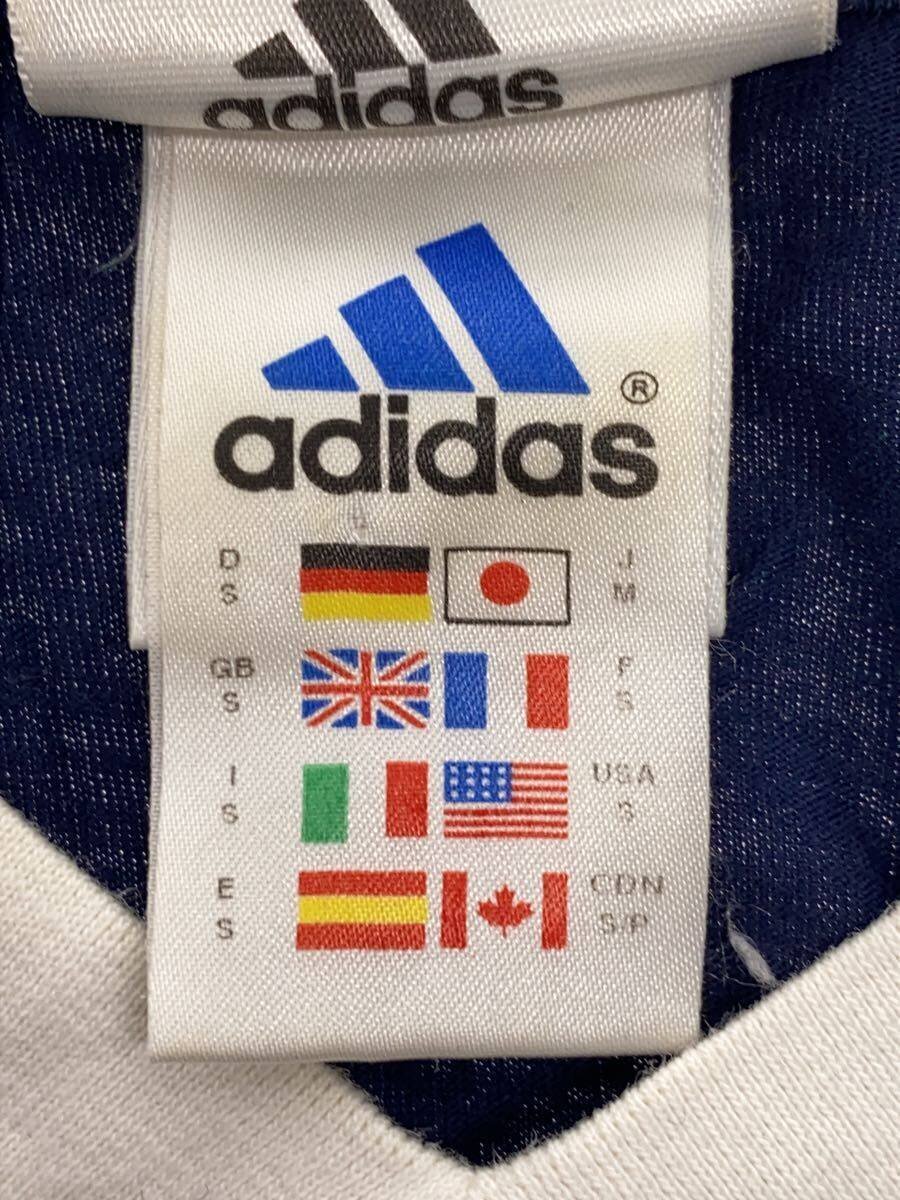 adidas
®
adidas
D J
S M
GB F
S S
I USA
S S
E CDN
S S/P